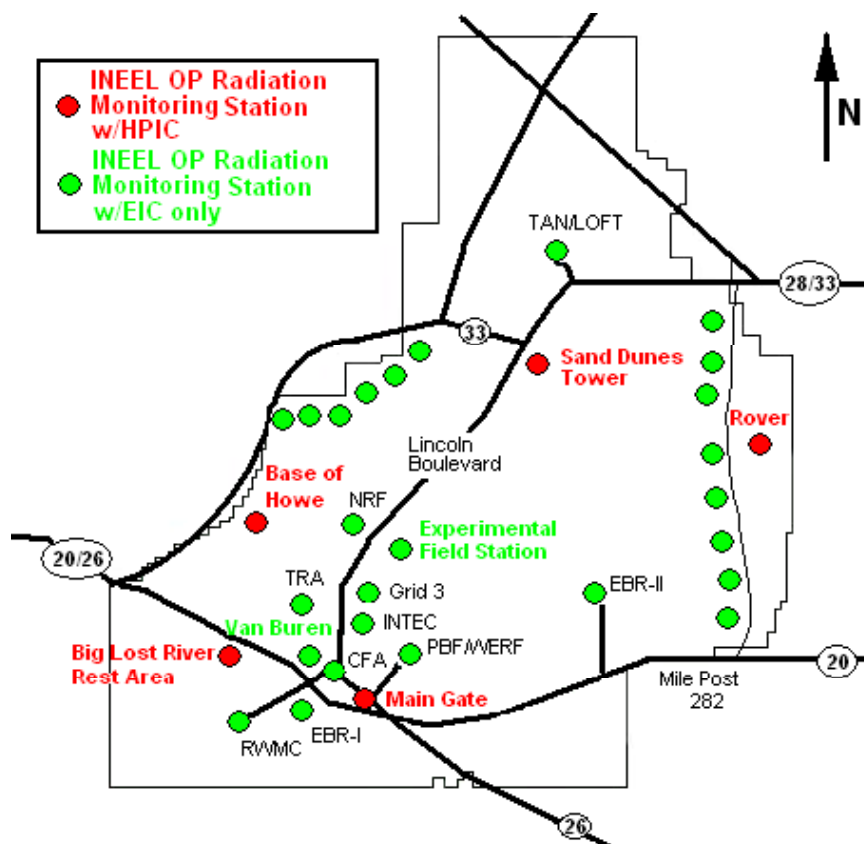 INEEL OP Radiation
Monitoring Station
w/HPIC
INEEL OP Radiation
Monitoring Station
w/EIC only
N
TAN/LOFT
28/33
33
Sand Dunes
Tower
Rover
Lincoln
Boulevard
Base of
Howe
NRF
Experimental
Field Station
20/26
TRA
Grid 3
EBR-II
Van Buren
INTEC
PBF/WERF
Big Lost River
Rest Area
CFA
20
Mile Post
282
Main Gate
EBR-I
RWMC
26